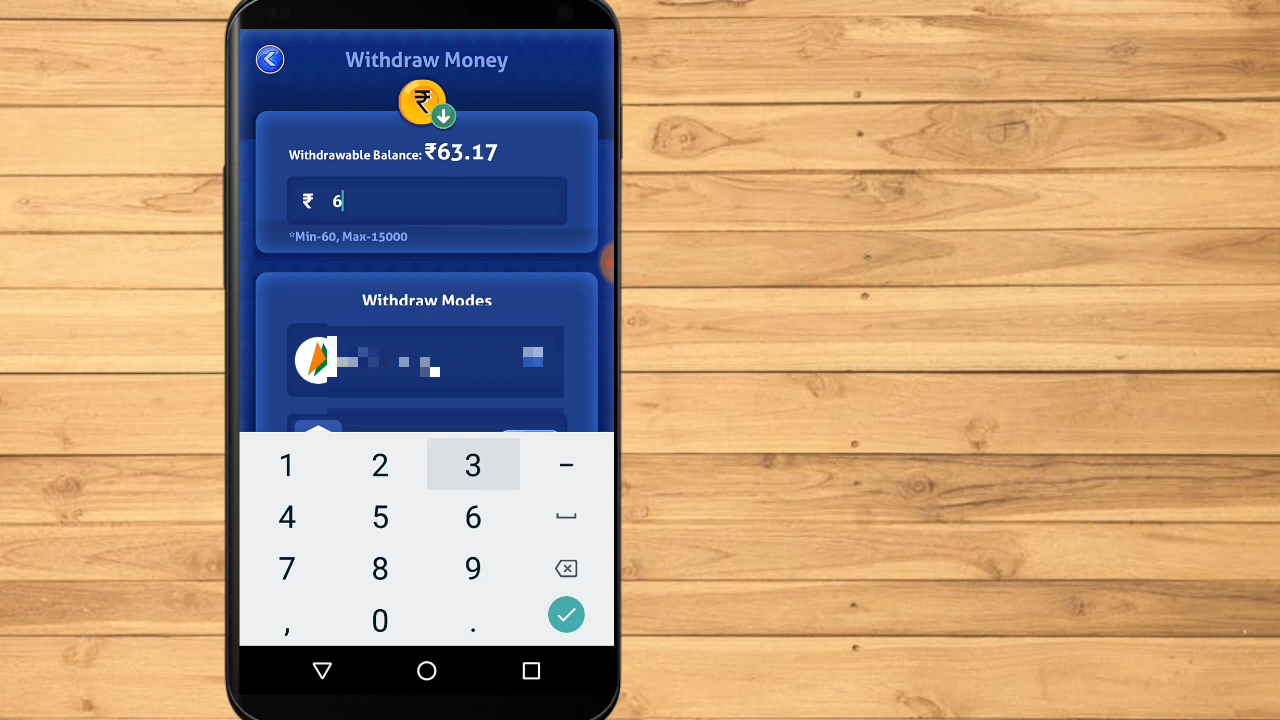 Withdraw Money
₹
Withdrawable Balance: ₹63.17
₹ 6
*Min-60, Max-15000
Withdraw Modes
1 2 3 –
4 5 6
7 8 9
, 0 .